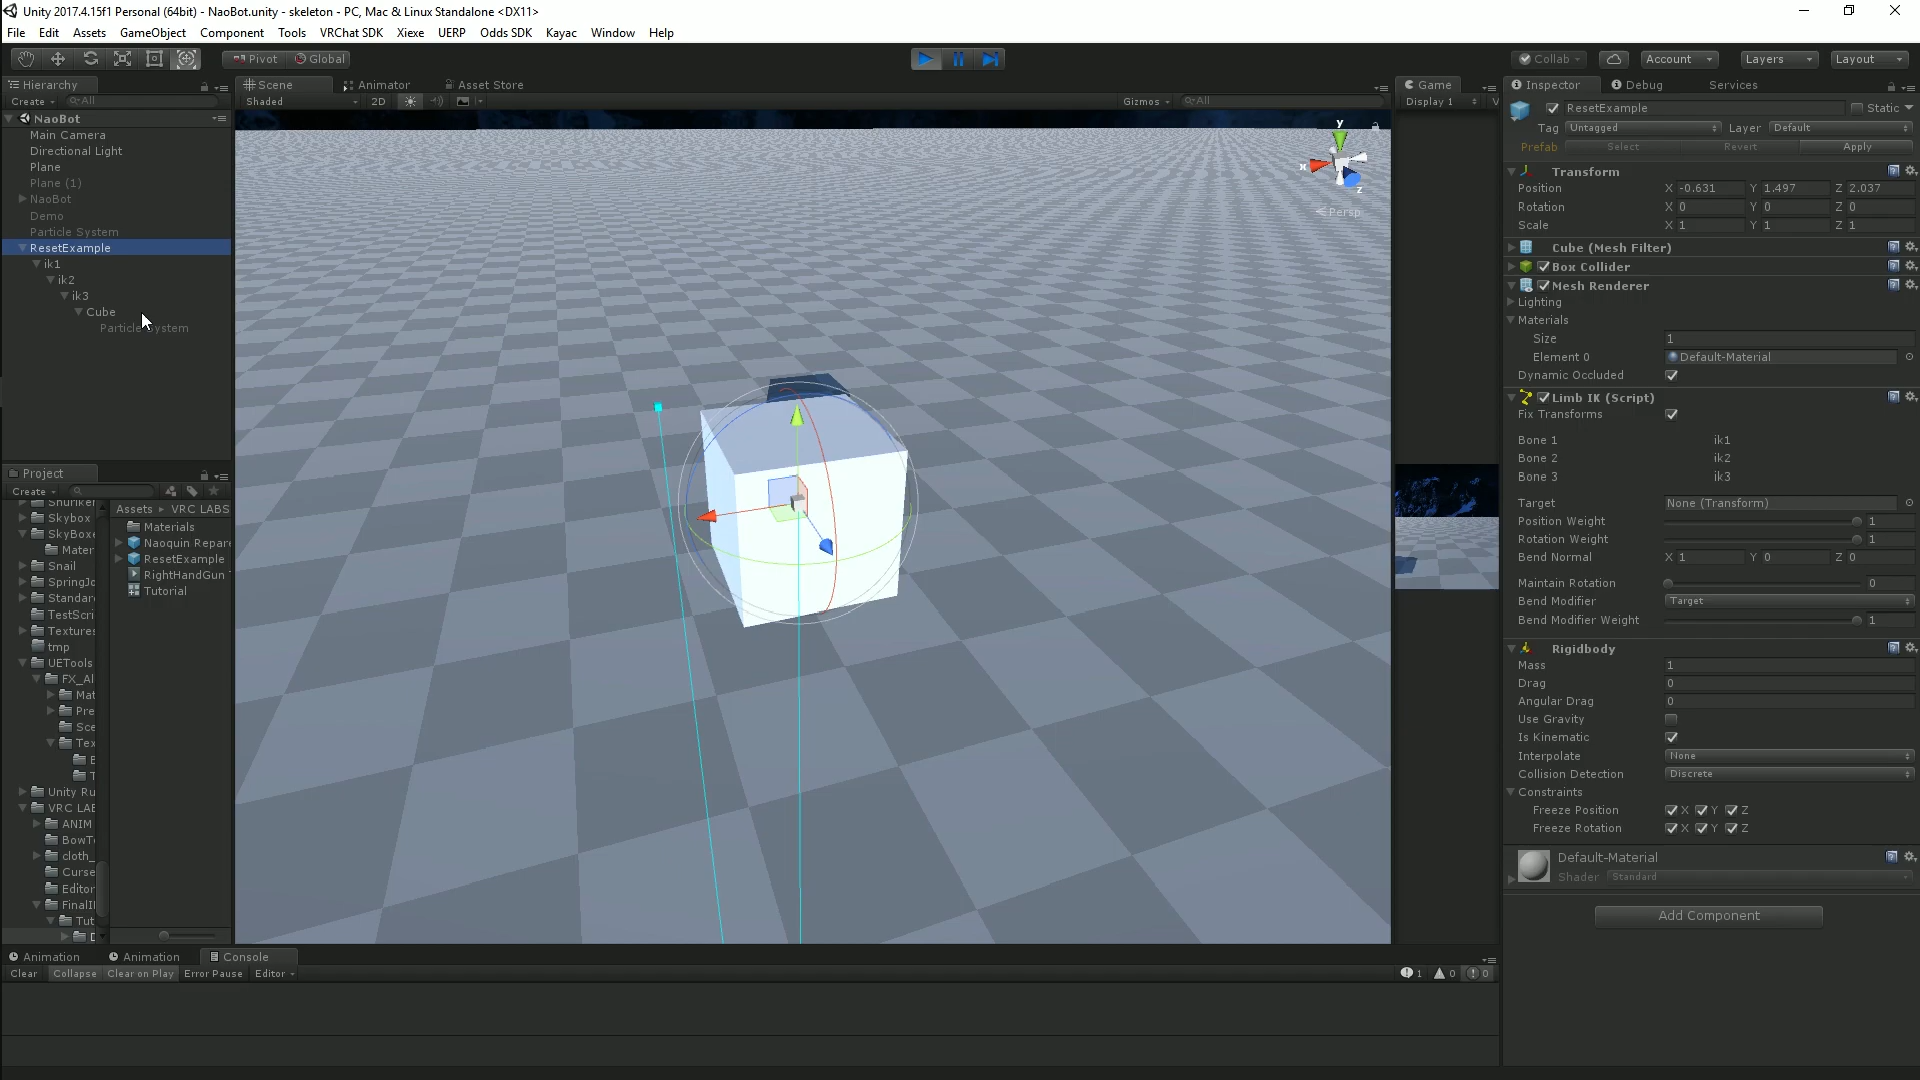 Unity 2017.4.15f1 Personal (64bit) - NaoBot.unity - skeleton - PC, Mac & Linux Standalone <DX11>
File Edit Assets GameObject Component Tools VRChat SDK Xiexe UERP Odds SDK Kayac Window Help
Pivot Global
Collab Account Layers Layout
Hierarchy
Create All
NaoBot
Main Camera
Directional Light
Plane
Plane (1)
NaoBot
Demo
Particle System
ResetExample
ik1
ik2
ik3
Cube
Scene Animator Asset Store
Shaded 2D Gizmos All
y
x
z
Persp
Game
Display 1
Project
Create
Skybox
SkyBoxe
Mater
Snail
SpringJo
Standar
TestScri
Textures
tmp
UETools
FX_Al
Mat
Pre
Sce
Tex
Unity Ru
VRC LAB
ANIM
BowT
cloth_
Curse
Editor
FinalII
Tut
Assets VRC LABS
Materials
Naoquin Repare
ResetExample
RightHandGun
Tutorial
Animation Animation Console
Clear Collapse Clear on Play Error Pause Editor
1 0 0
Inspector Debug Services
ResetExample Static
Tag Untagged Layer Default
Prefab Select Revert Apply
Transform
Position X -0.631 Y 1.497 Z 2.037
Rotation X 0 Y 0 Z 0
Scale X 1 Y 1 Z 1
Cube (Mesh Filter)
Box Collider
Mesh Renderer
Lighting
Materials
Size 1
Element 0 Default-Material
Dynamic Occluded
Limb IK (Script)
Fix Transforms
Bone 1 ik1
Bone 2 ik2
Bone 3 ik3
Target None (Transform)
Position Weight 1
Rotation Weight 1
Bend Normal X 1 Y 0 Z 0
Maintain Rotation 0
Bend Modifier Target
Bend Modifier Weight 1
Rigidbody
Mass 1
Drag 0
Angular Drag 0
Use Gravity
Is Kinematic
Interpolate None
Collision Detection Discrete
Constraints
Freeze Position X Y Z
Freeze Rotation X Y Z
Default-Material
Shader Standard
Add Component